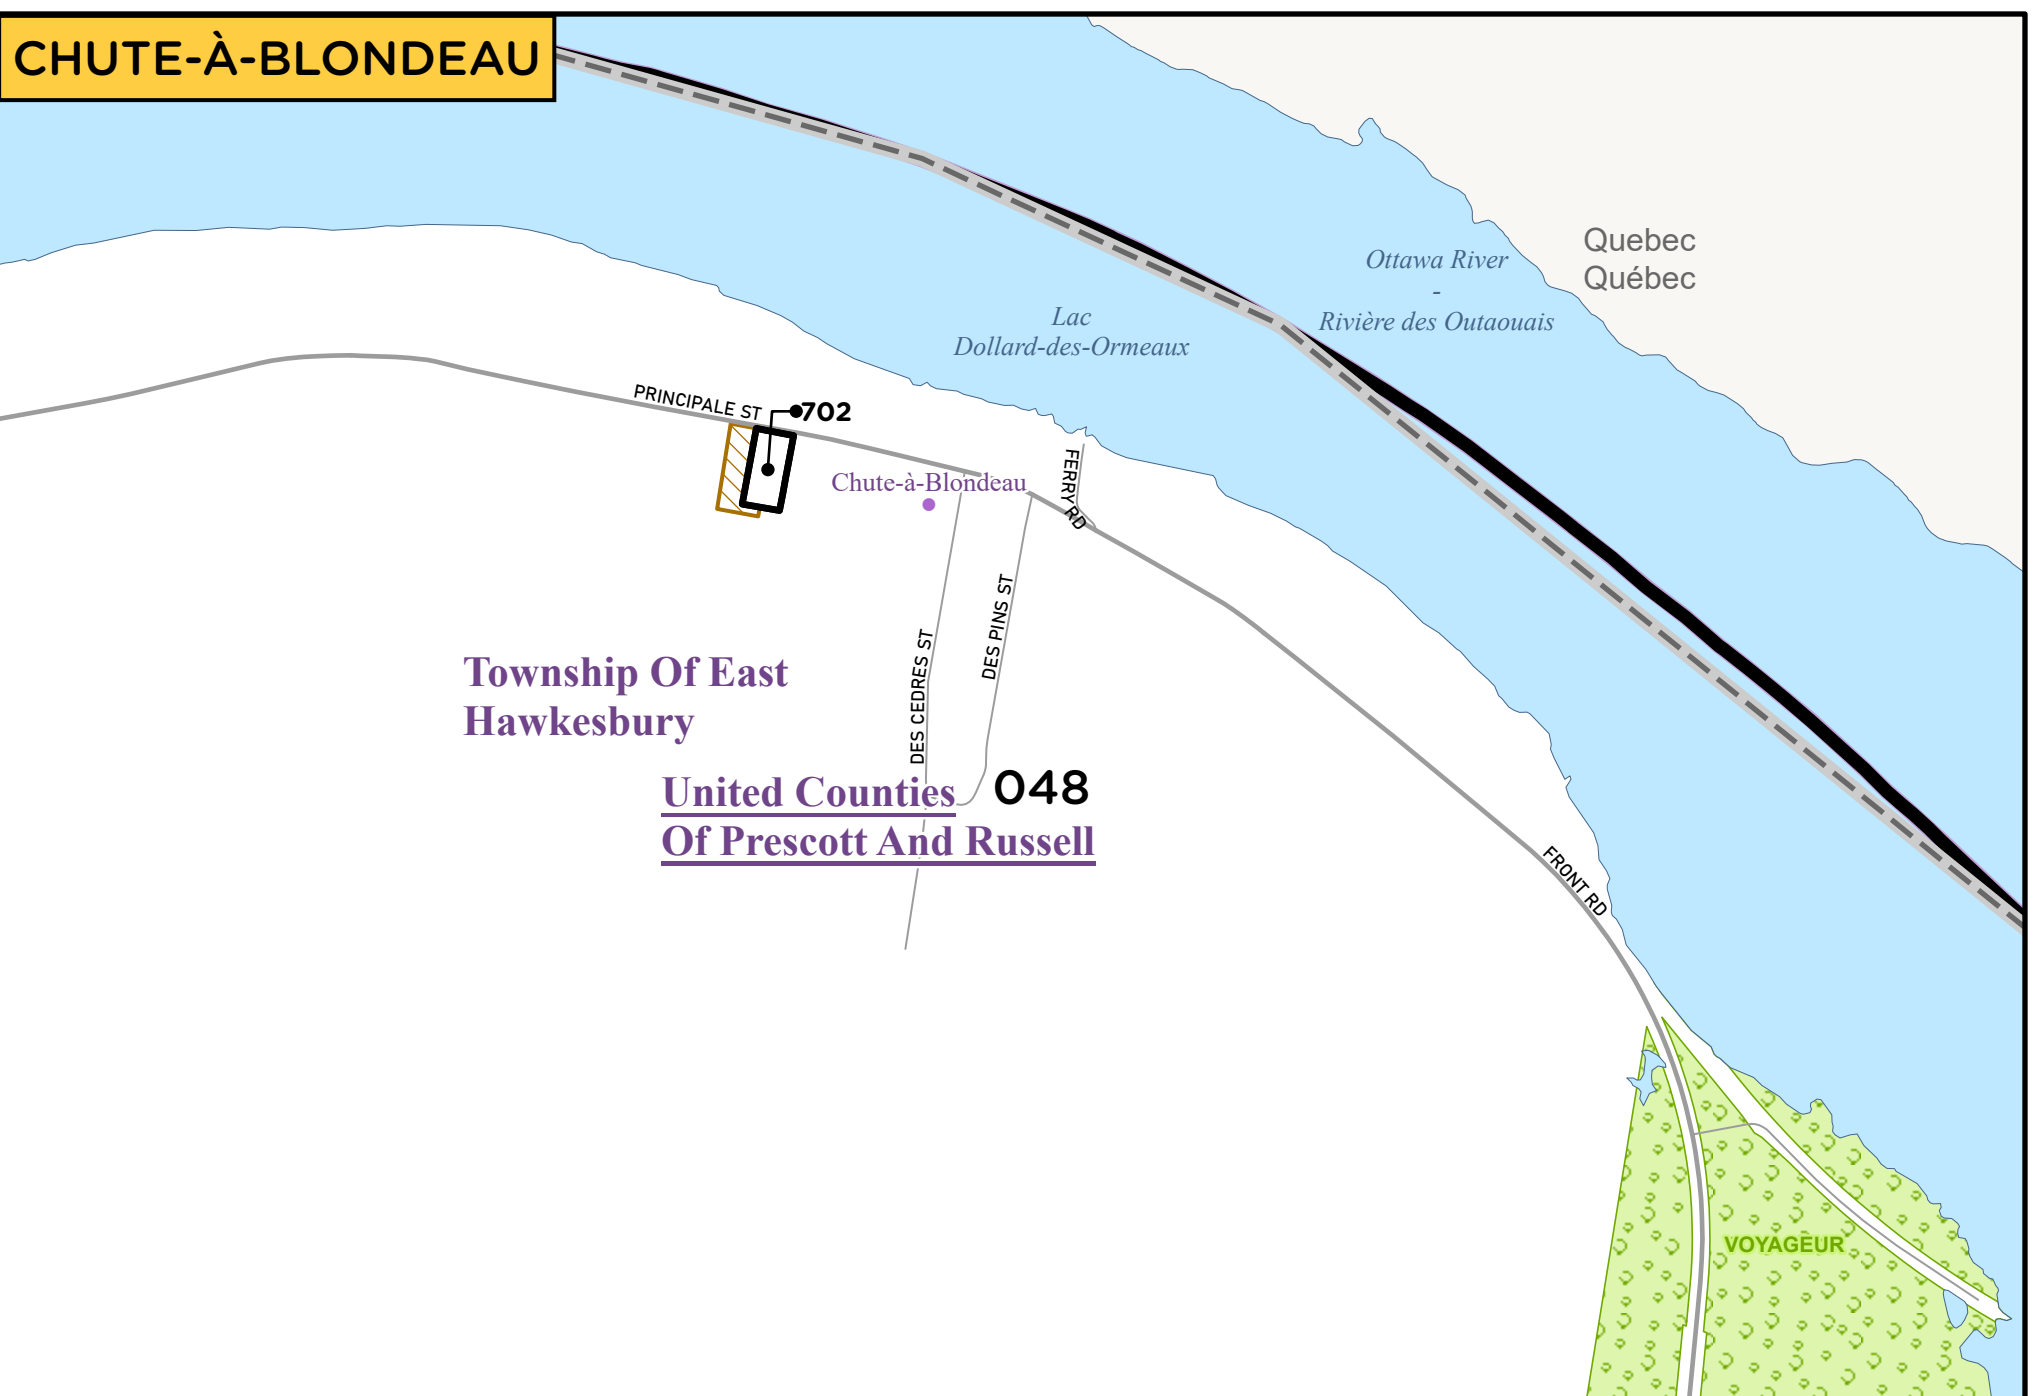 CHUTE-À-BLONDEAU
Quebec
Québec
Ottawa River
-
Rivière des Outaouais
Lac
Dollard-des-Ormeaux
PRINCIPALE ST
702
Chute-à-Blondeau
FERRY RD
DES PINS ST
DES CEDRES ST
Township Of East
Hawkesbury
048
United Counties
Of Prescott And Russell
FRONT RD
VOYAGEUR